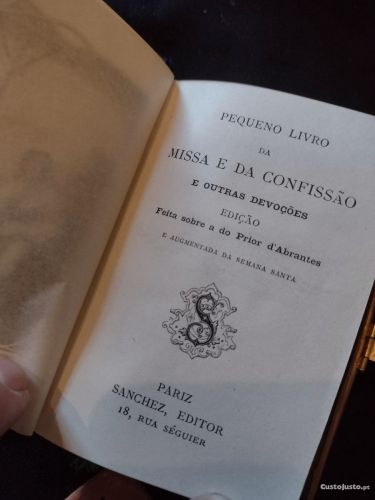 PEQUENO LIVRO
DA
MISSA E DA CONFISSÃO
E OUTRAS DEVOÇÕES
EDIÇÃO
Feita sobre a do Prior d'Abrantes
E AUGMENTADA DA SEMANA SANTA
S
PARIZ
SANCHEZ, EDITOR
18, RUA SÉGUIER
CustoJusto.pt